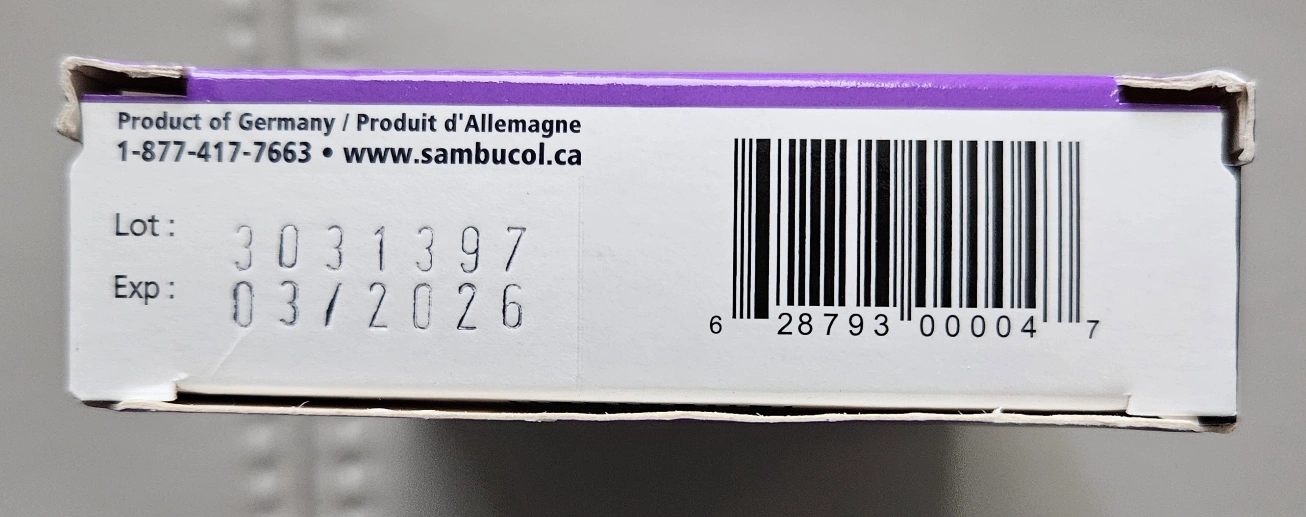 Product of Germany / Produit d'Allemagne
1-877-417-7663 • www.sambucol.ca
Lot : 3031397
Exp : 03/2026
6 28793 00004 7